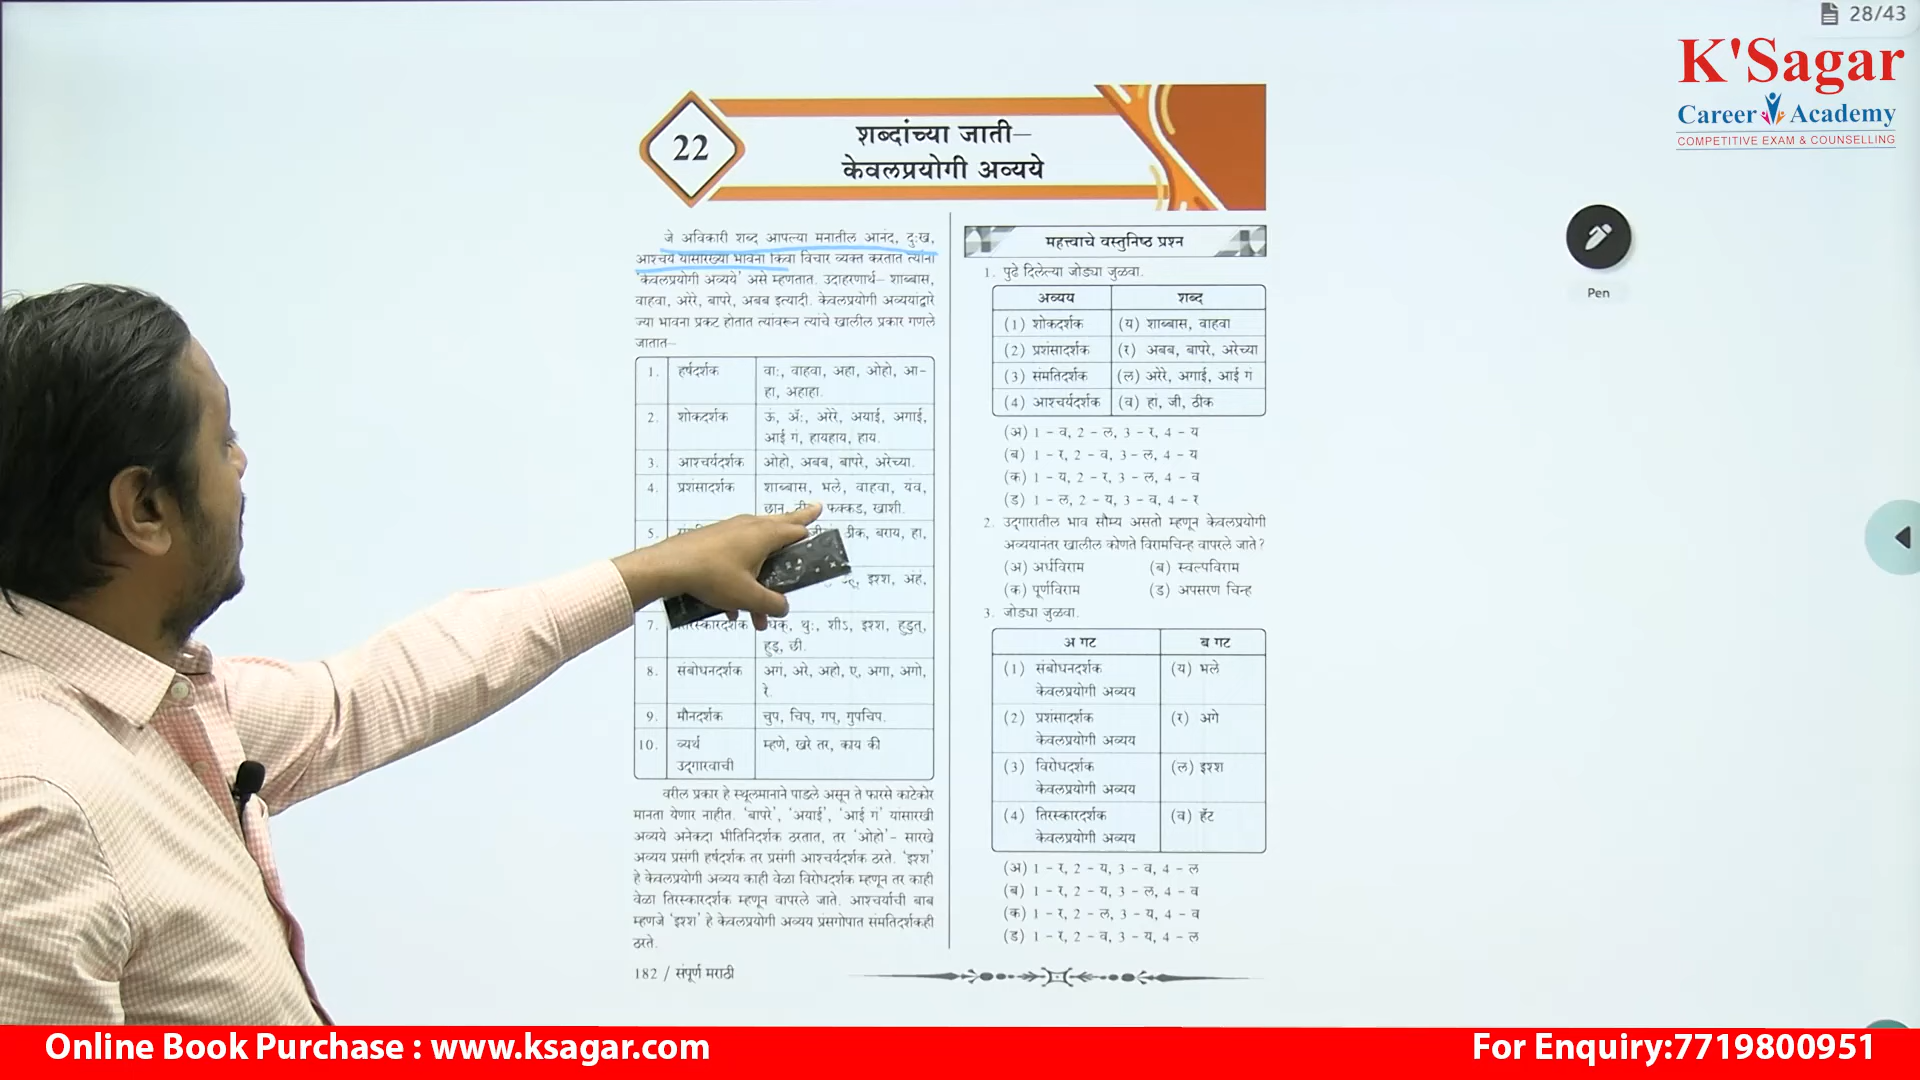 28/43
K'Sagar
Career Academy
COMPETITIVE EXAM & COUNSELLING
Pen
22
शब्दांच्या जाती–
केवलप्रयोगी अव्यये
जे अविकारी शब्द आपल्या मनातील आनंद, दुःख,
आश्चर्य यांसारख्या भावना किंवा विचार व्यक्त करतात त्यांना
'केवलप्रयोगी अव्यये' असे म्हणतात. उदाहरणार्थ– शाब्बास,
वाहवा, अरेरे, बापरे, अबब इत्यादी. केवलप्रयोगी अव्ययांद्वारे
ज्या भावना प्रकट होतात त्यांवरून त्यांचे खालील प्रकार गणले
जातात–
1. हर्षदर्शक वाः, वाहवा, अहा, ओहो, आ-
हा, अहाहा.
2. शोकदर्शक ऊं, अँः, अरेरे, अयाई, अगाई,
आई गं, हायहाय, हाय.
3. आश्चर्यदर्शक ओहो, अबब, बापरे, अरेच्या.
4. प्रशंसादर्शक शाब्बास, भले, वाहवा, यंव,
छान, फक्कड, खाशी.
5. ठीक, बराय, हा,
इश्श, अंहं,
7. तिरस्कारदर्शक धिक्, थुः, शीऽ, इश्श, हुडुत्,
हुड्, छी.
8. संबोधनदर्शक अगं, अरे, अहो, ए, अगा, अगो,
रे.
9. मौनदर्शक चुप, चिप्, गप्, गुपचिप.
10. व्यर्थ म्हणे, खरे तर, काय की
उद्गारवाची
वरील प्रकार हे स्थूलमानाने पाडले असून ते फारसे काटेकोर
मानता येणार नाहीत. 'बापरे', 'अयाई', 'आई गं' यांसारखी
अव्यये अनेकदा भीतिनिदर्शक ठरतात, तर 'ओहो'- सारखे
अव्यय प्रसंगी हर्षदर्शक तर प्रसंगी आश्चर्यदर्शक ठरते. 'इश्श'
हे केवलप्रयोगी अव्यय काही वेळा विरोधदर्शक म्हणून तर काही
वेळा तिरस्कारदर्शक म्हणून वापरले जाते. आश्चर्याची बाब
म्हणजे 'इश्श' हे केवलप्रयोगी अव्यय प्रसंगोपात संमतिदर्शकही
ठरते.
182 / संपूर्ण मराठी
महत्त्वाचे वस्तुनिष्ठ प्रश्न
1. पुढे दिलेल्या जोड्या जुळवा.
अव्यय शब्द
(1) शोकदर्शक (य) शाब्बास, वाहवा
(2) प्रशंसादर्शक (र) अबब, बापरे, अरेच्या
(3) संमतिदर्शक (ल) अरेरे, अगाई, आई गं
(4) आश्चर्यदर्शक (व) हां, जी, ठीक
(अ) 1 - व, 2 - ल, 3 - र, 4 - य
(ब) 1 - र, 2 - व, 3 - ल, 4 - य
(क) 1 - य, 2 - र, 3 - ल, 4 - व
(ड) 1 - ल, 2 - य, 3 - व, 4 - र
2. उद्गारातील भाव सौम्य असतो म्हणून केवलप्रयोगी
अव्ययानंतर खालील कोणते विरामचिन्ह वापरले जाते?
(अ) अर्धविराम (ब) स्वल्पविराम
(क) पूर्णविराम (ड) अपसरण चिन्ह
3. जोड्या जुळवा.
अ गट ब गट
(1) संबोधनदर्शक (य) भले
केवलप्रयोगी अव्यय
(2) प्रशंसादर्शक (र) अगे
केवलप्रयोगी अव्यय
(3) विरोधदर्शक (ल) इश्श
केवलप्रयोगी अव्यय
(4) तिरस्कारदर्शक (व) हॅट
केवलप्रयोगी अव्यय
(अ) 1 - र, 2 - य, 3 - व, 4 - ल
(ब) 1 - र, 2 - य, 3 - ल, 4 - व
(क) 1 - र, 2 - ल, 3 - य, 4 - व
(ड) 1 - र, 2 - व, 3 - य, 4 - ल
Online Book Purchase : www.ksagar.com
For Enquiry:7719800951